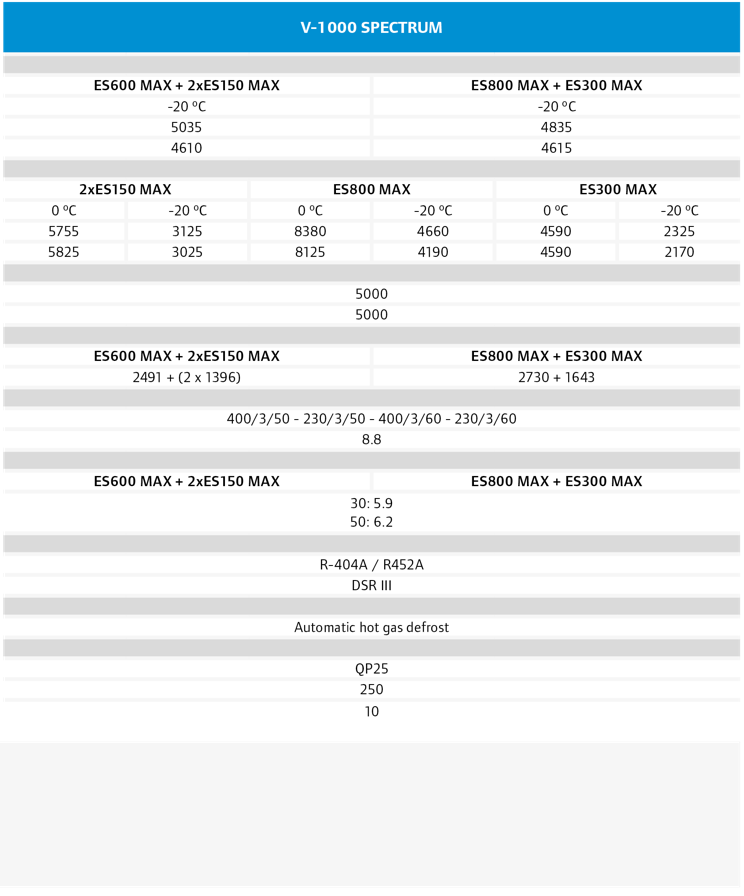 V-1000 SPECTRUM
ES600 MAX + 2xES150 MAX ES800 MAX + ES300 MAX
-20 ºC -20 ºC
5035 4835
4610 4615
2xES150 MAX ES800 MAX ES300 MAX
0 ºC -20 ºC 0 ºC -20 ºC 0 ºC -20 ºC
5755 3125 8380 4660 4590 2325
5825 3025 8125 4190 4590 2170
5000
5000
ES600 MAX + 2xES150 MAX ES800 MAX + ES300 MAX
2491 + (2 x 1396) 2730 + 1643
400/3/50 - 230/3/50 - 400/3/60 - 230/3/60
8.8
ES600 MAX + 2xES150 MAX ES800 MAX + ES300 MAX
30: 5.9
50: 6.2
R-404A / R452A
DSR III
Automatic hot gas defrost
QP25
250
10